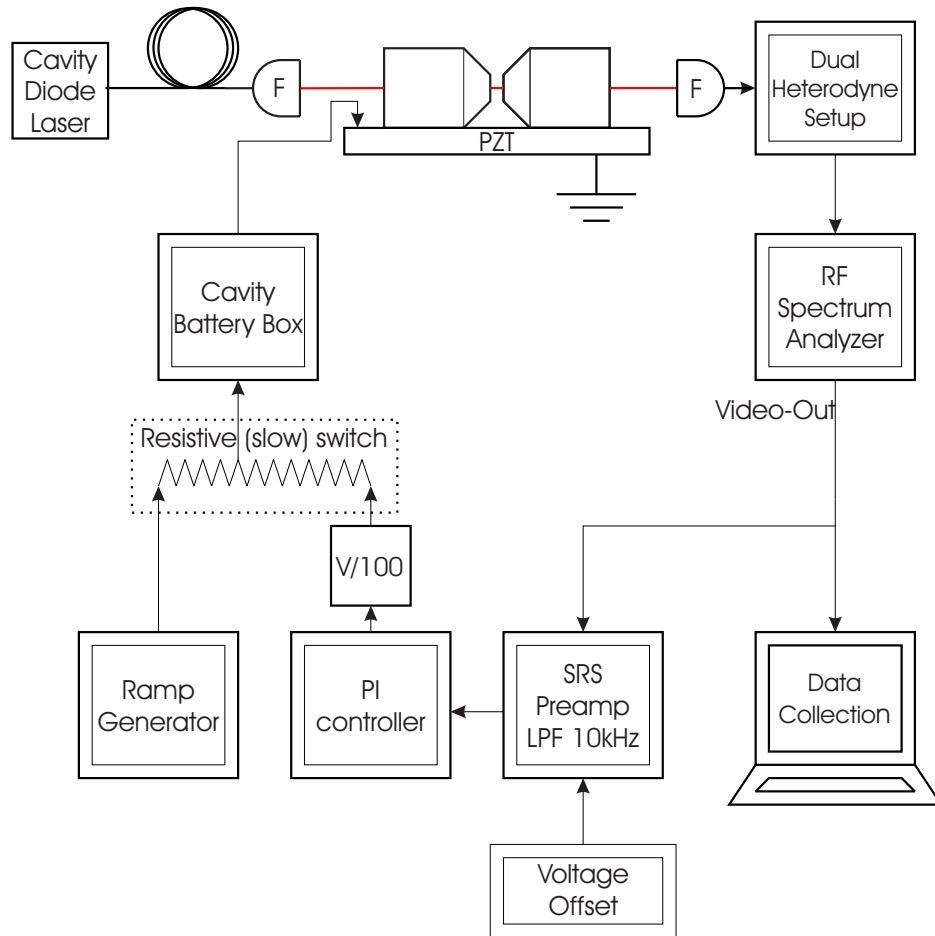 Cavity
Diode
Laser
F
F
Dual
Heterodyne
Setup
PZT
Cavity
Battery Box
RF
Spectrum
Analyzer
Video-Out
Resistive (slow) switch
V/100
Ramp
Generator
PI
controller
SRS
Preamp
LPF 10kHz
Data
Collection
Voltage
Offset